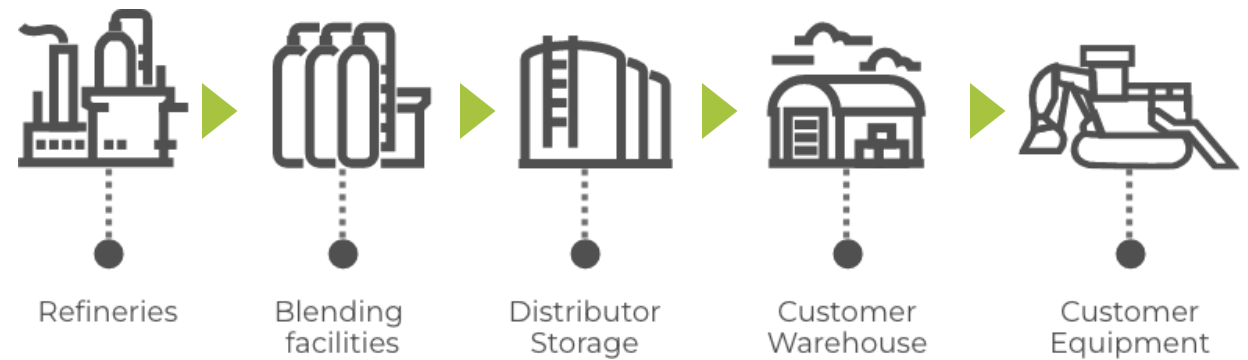 Refineries
Blending
facilities
Distributor
Storage
Customer
Warehouse
Customer
Equipment